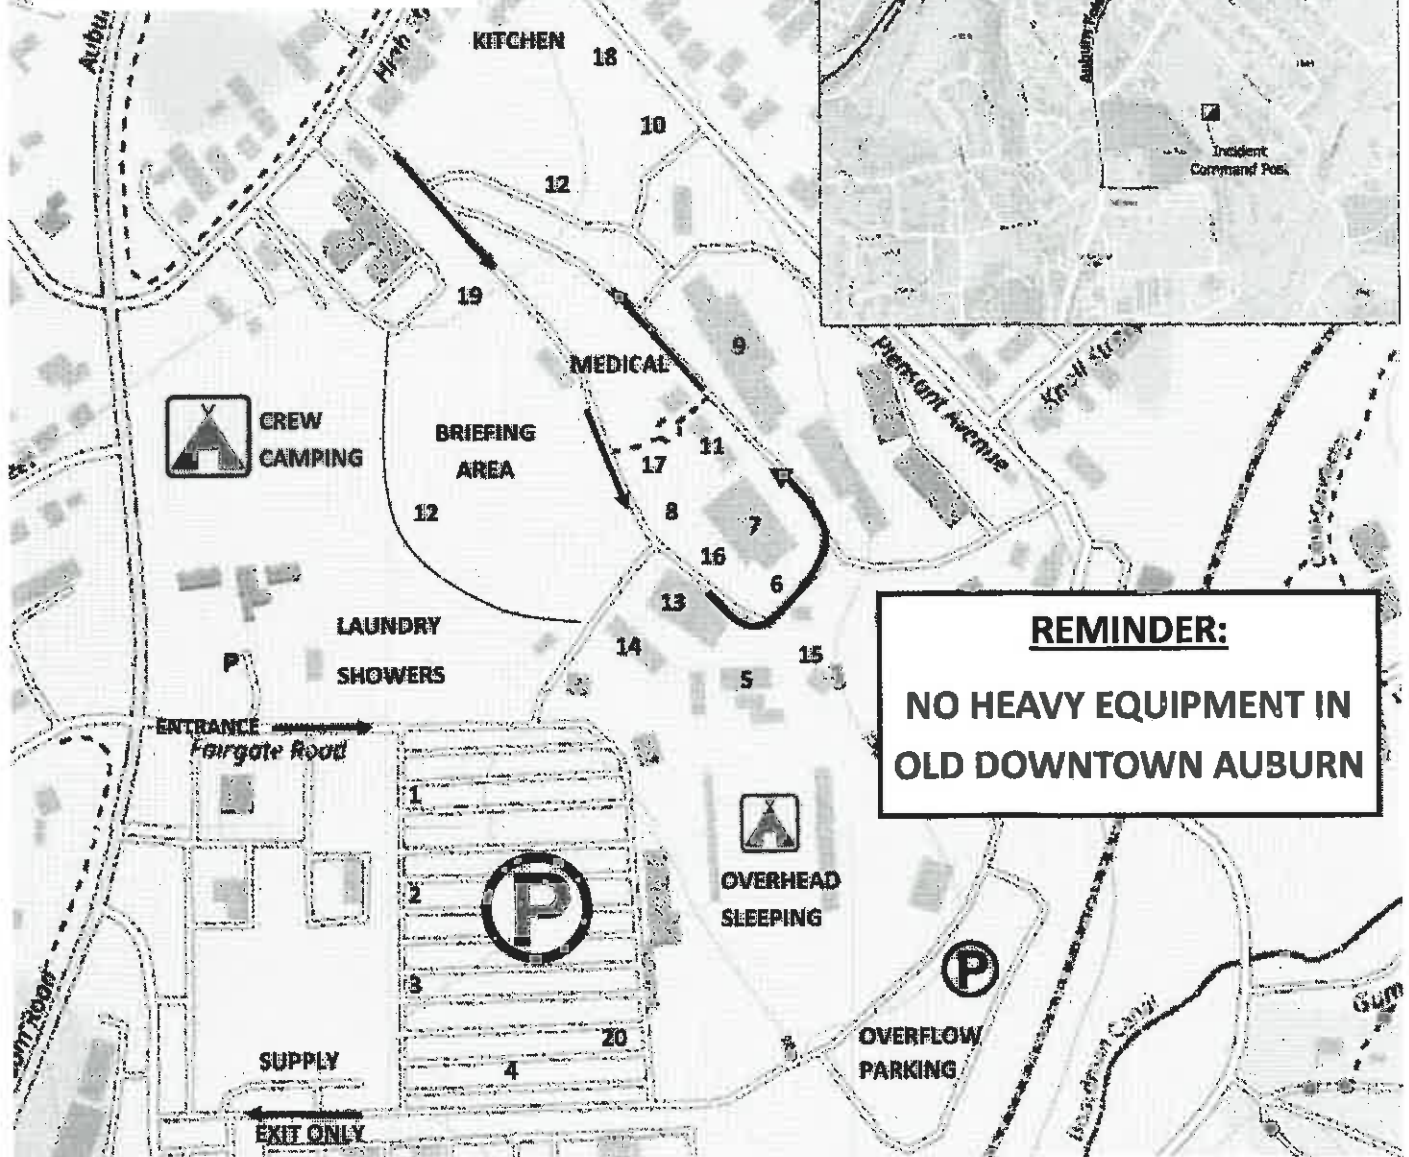 KITCHEN
18
10
12
19
MEDICAL
9
CREW
CAMPING
BRIEFING
AREA
11
17
12
8
7
16
6
13
14
15
5
LAUNDRY
SHOWERS
P
ENTRANCE
Fairgate Road
1
2
3
4
20
P
OVERHEAD
SLEEPING
P
OVERFLOW
PARKING
SUPPLY
EXIT ONLY
Incident
Command Post
Pleasant Avenue
REMINDER:
NO HEAVY EQUIPMENT IN
OLD DOWNTOWN AUBURN